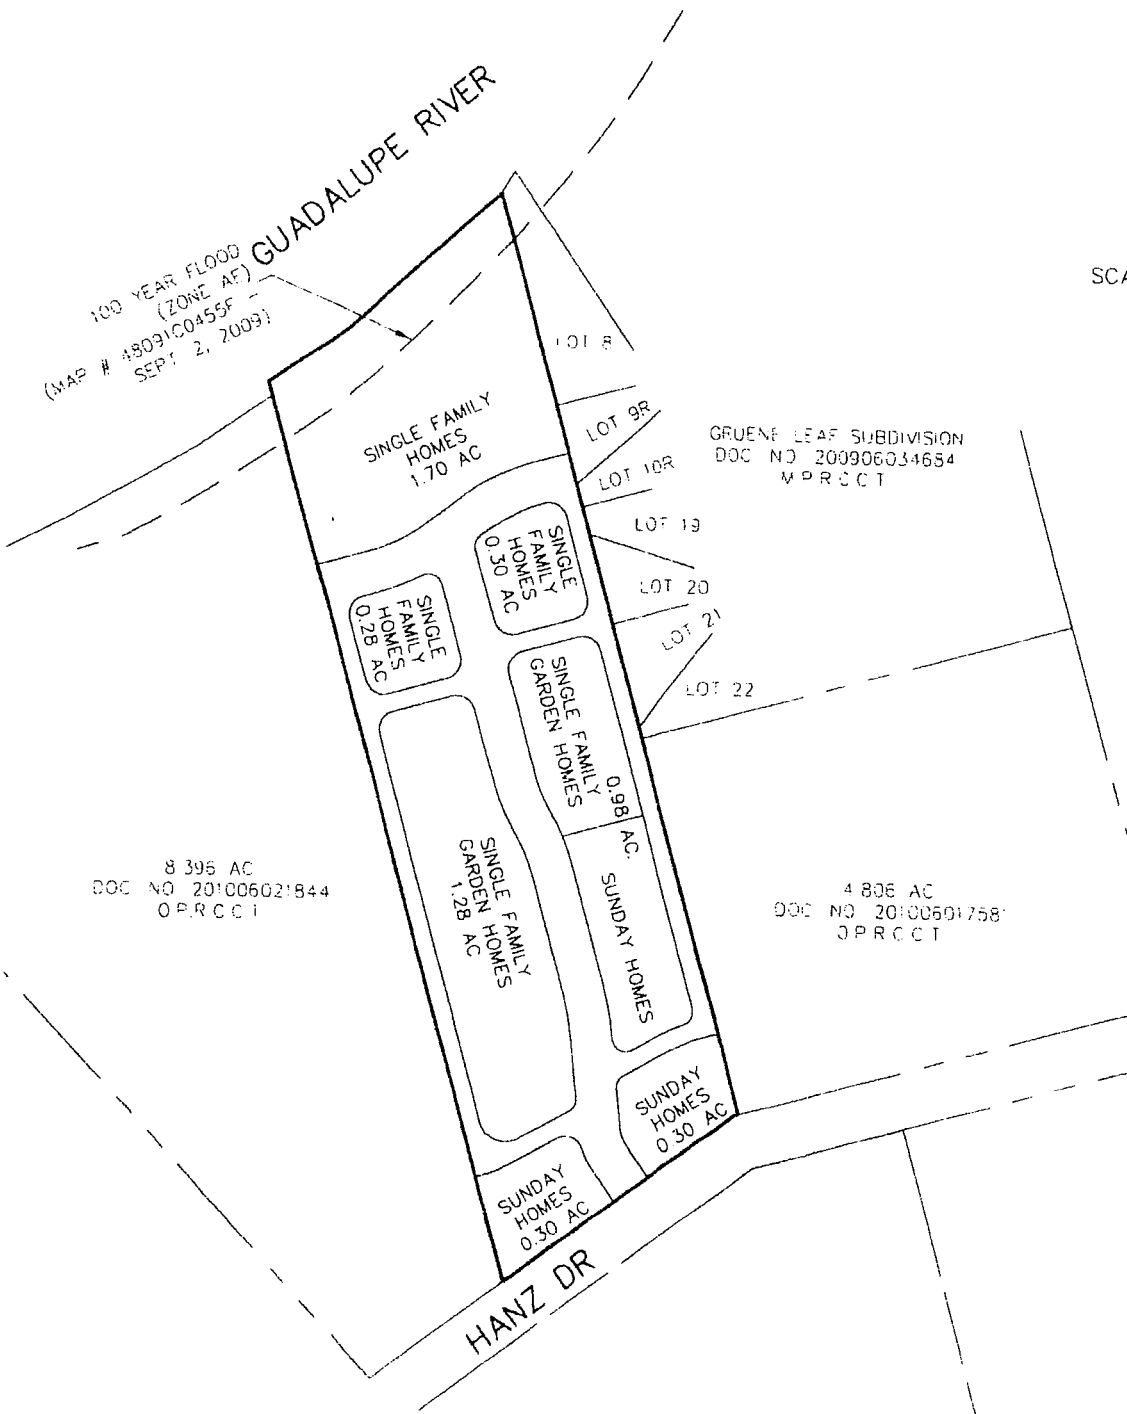 GUADALUPE RIVER
100 YEAR FLOOD
(ZONE AE)
(MAP # 48091C0455F -
SEPT 2, 2009)
SCA
LOT 8
SINGLE FAMILY
HOMES
1.70 AC
LOT 9R
GRUENE LEAF SUBDIVISION
DOC NO 200906034684
M P R C C T
LOT 10R
LOT 19
SINGLE
FAMILY
HOMES
0.30 AC
LOT 20
SINGLE
FAMILY
HOMES
0.28 AC
LOT 21
LOT 22
SINGLE FAMILY
GARDEN HOMES
0.98 AC.
8 396 AC
DOC NO 201006021844
O P R C C T
SINGLE FAMILY
GARDEN HOMES
1.28 AC
SUNDAY HOMES
4 806 AC
DOC NO 20100601758
O P R C C T
SUNDAY
HOMES
0.30 AC
SUNDAY
HOMES
0.30 AC
HANZ DR